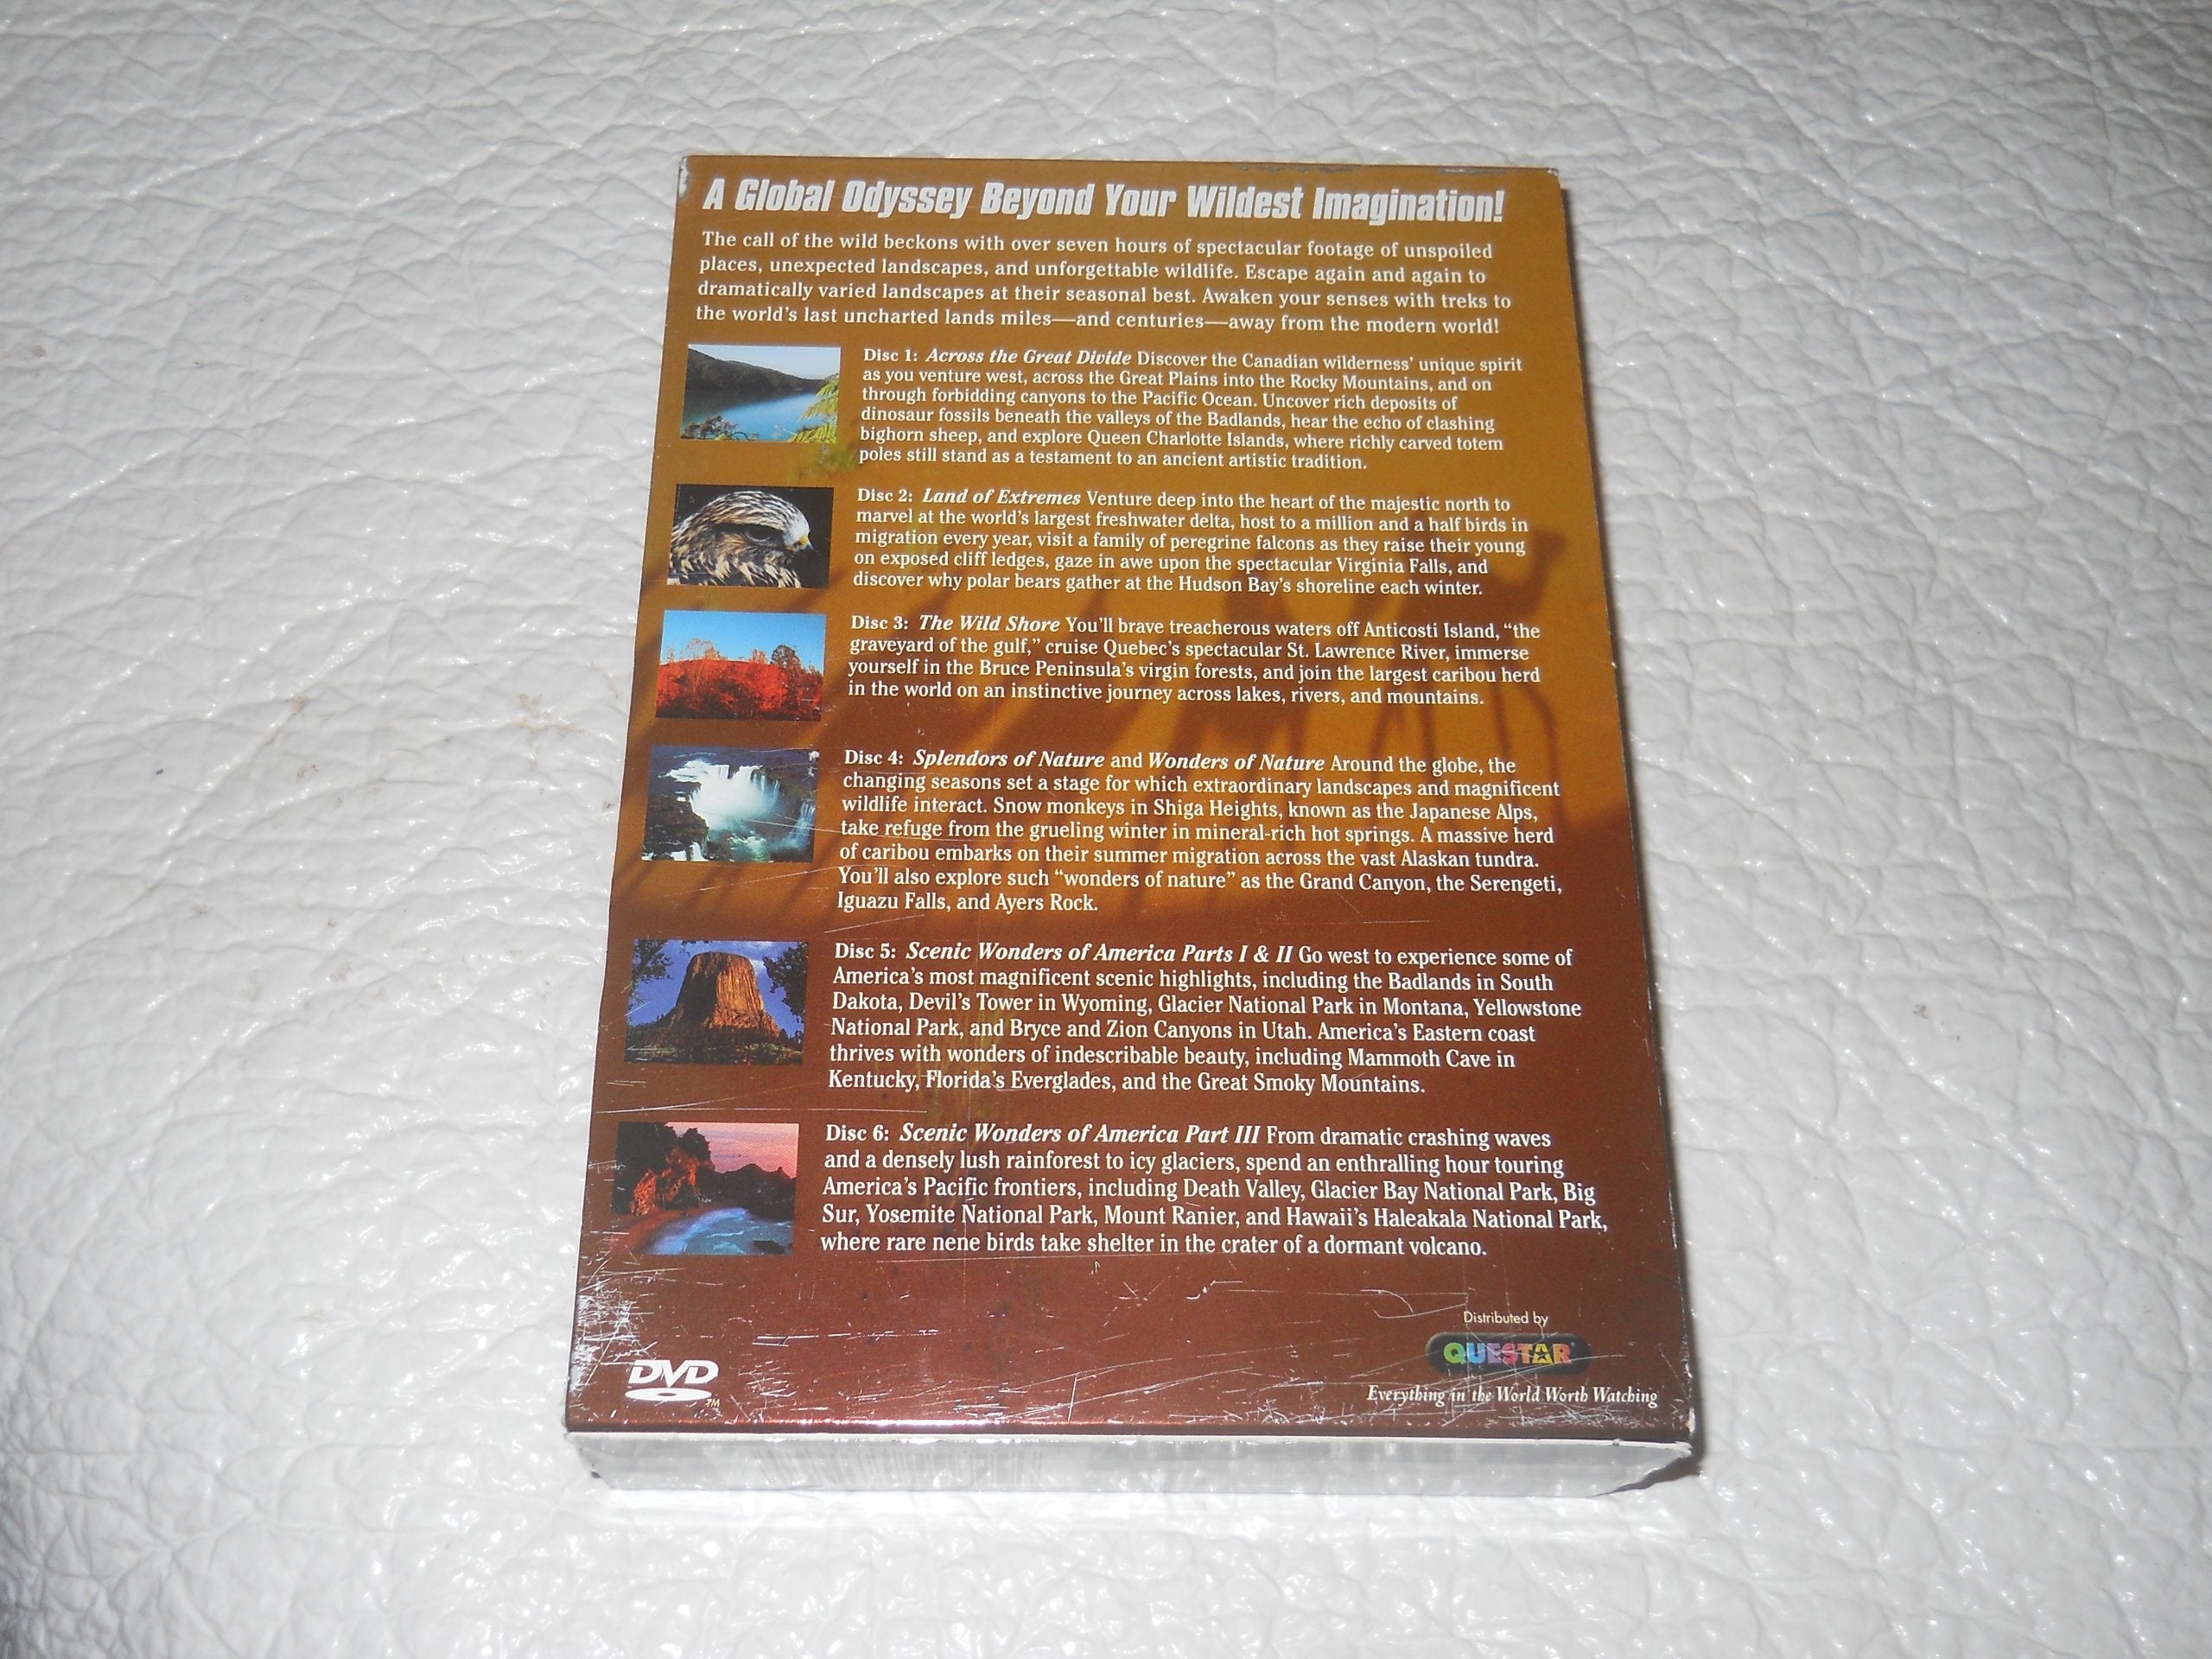 A Global Odyssey Beyond Your Wildest Imagination!
The call of the wild beckons with over seven hours of spectacular footage of unspoiled
places, unexpected landscapes, and unforgettable wildlife. Escape again and again to
dramatically varied landscapes at their seasonal best. Awaken your senses with treks to
the world's last uncharted lands miles—and centuries—away from the modern world!
Disc 1: Across the Great Divide Discover the Canadian wilderness' unique spirit
as you venture west, across the Great Plains into the Rocky Mountains, and on
through forbidding canyons to the Pacific Ocean. Uncover rich deposits of
dinosaur fossils beneath the valleys of the Badlands, hear the echo of clashing
bighorn sheep, and explore Queen Charlotte Islands, where richly carved totem
poles still stand as a testament to an ancient artistic tradition.
Disc 2: Land of Extremes Venture deep into the heart of the majestic north to
marvel at the world's largest freshwater delta, host to a million and a half birds in
migration every year, visit a family of peregrine falcons as they raise their young
on exposed cliff ledges, gaze in awe upon the spectacular Virginia Falls, and
discover why polar bears gather at the Hudson Bay's shoreline each winter.
Disc 3: The Wild Shore You'll brave treacherous waters off Anticosti Island, "the
graveyard of the gulf," cruise Quebec's spectacular St. Lawrence River, immerse
yourself in the Bruce Peninsula's virgin forests, and join the largest caribou herd
in the world on an instinctive journey across lakes, rivers, and mountains.
Disc 4: Splendors of Nature and Wonders of Nature Around the globe, the
changing seasons set a stage for which extraordinary landscapes and magnificent
wildlife interact. Snow monkeys in Shiga Heights, known as the Japanese Alps,
take refuge from the grueling winter in mineral-rich hot springs. A massive herd
of caribou embarks on their summer migration across the vast Alaskan tundra.
You'll also explore such "wonders of nature" as the Grand Canyon, the Serengeti,
Iguazu Falls, and Ayers Rock.
Disc 5: Scenic Wonders of America Parts I & II Go west to experience some of
America's most magnificent scenic highlights, including the Badlands in South
Dakota, Devil's Tower in Wyoming, Glacier National Park in Montana, Yellowstone
National Park, and Bryce and Zion Canyons in Utah. America's Eastern coast
thrives with wonders of indescribable beauty, including Mammoth Cave in
Kentucky, Florida's Everglades, and the Great Smoky Mountains.
Disc 6: Scenic Wonders of America Part III From dramatic crashing waves
and a densely lush rainforest to icy glaciers, spend an enthralling hour touring
America's Pacific frontiers, including Death Valley, Glacier Bay National Park, Big
Sur, Yosemite National Park, Mount Ranier, and Hawaii's Haleakala National Park,
where rare nene birds take shelter in the crater of a dormant volcano.
Distributed by
QUESTAR
Everything in the World Worth Watching
DVD
TM